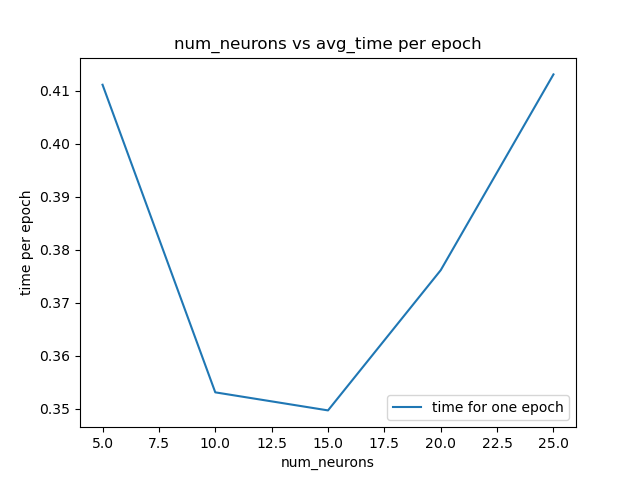 num_neurons vs avg_time per epoch
time per epoch
0.41
0.40
0.39
0.38
0.37
0.36
0.35
time for one epoch
5.0 7.5 10.0 12.5 15.0 17.5 20.0 22.5 25.0
num_neurons